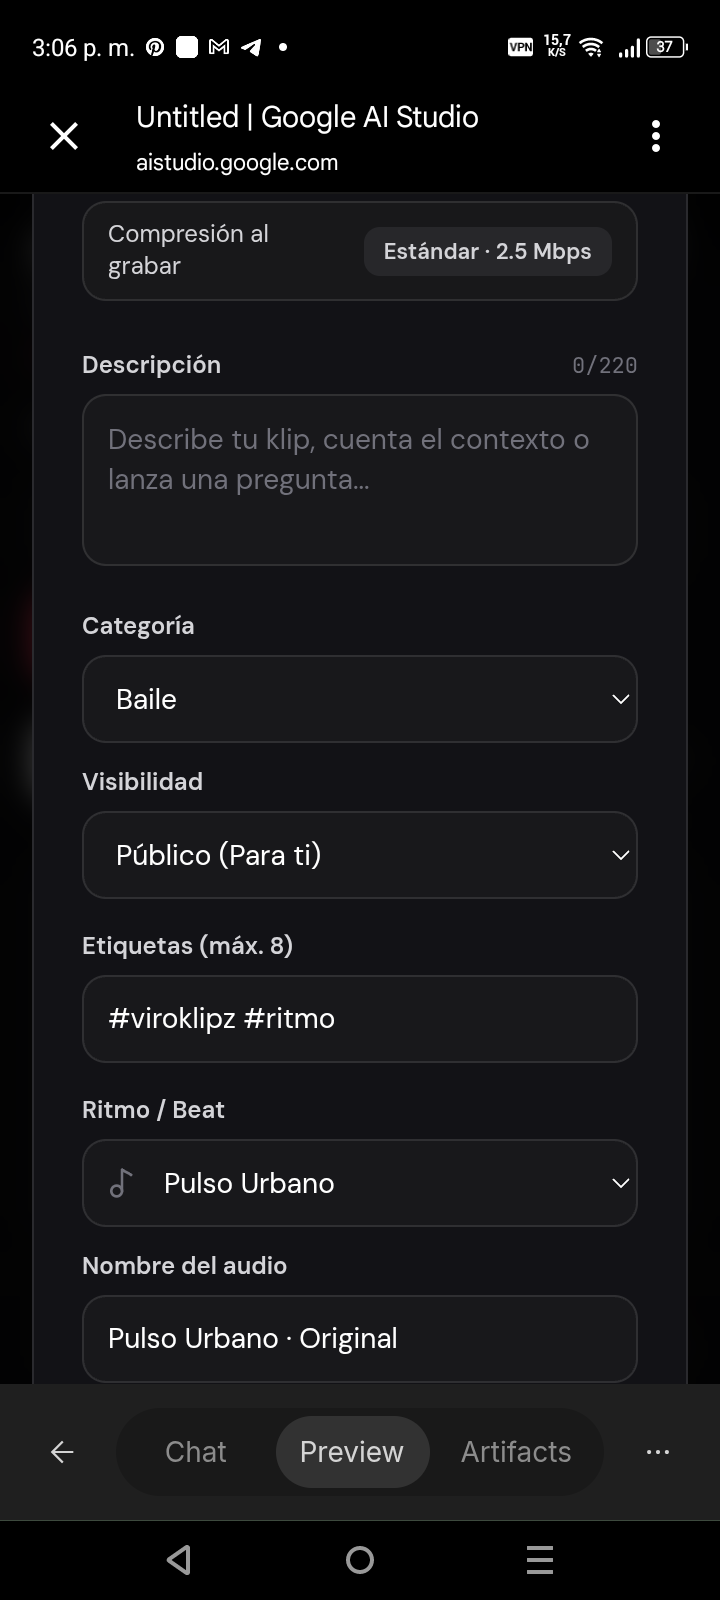 3:06 p. m.
VPN 15,7 K/S 37
Untitled | Google AI Studio
aistudio.google.com
Compresión al
grabar
Estándar · 2.5 Mbps
Descripción 0/220
Describe tu klip, cuenta el contexto o
lanza una pregunta...
Categoría
Baile
Visibilidad
Público (Para ti)
Etiquetas (máx. 8)
#viroklipz #ritmo
Ritmo / Beat
Pulso Urbano
Nombre del audio
Pulso Urbano · Original
Chat Preview Artifacts